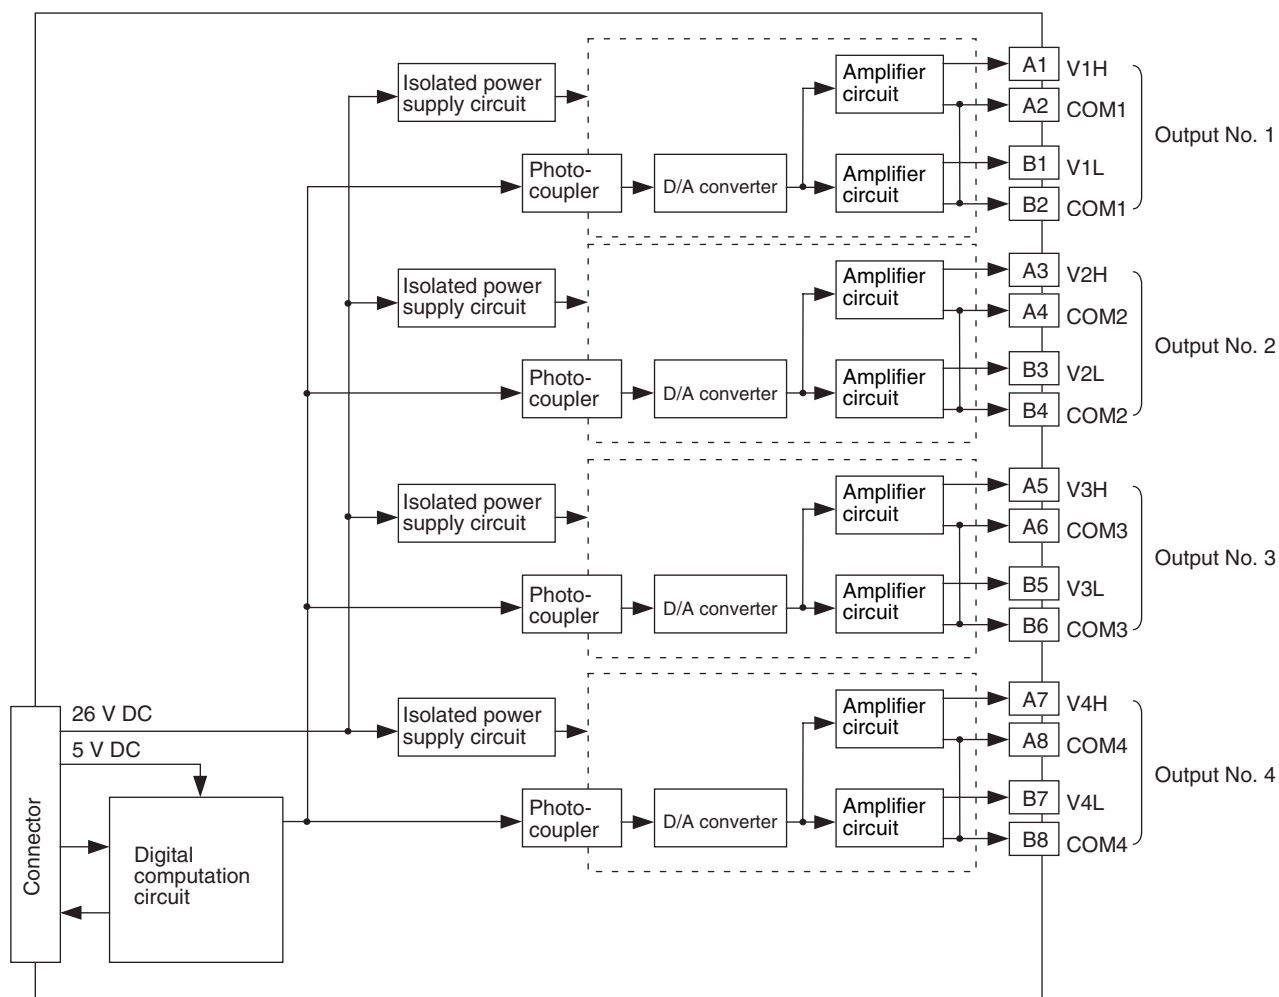 Isolated power
supply circuit
Amplifier
circuit
A1 V1H
A2 COM1
Output No. 1
Photo-
coupler
D/A converter
Amplifier
circuit
B1 V1L
B2 COM1
Isolated power
supply circuit
Amplifier
circuit
A3 V2H
A4 COM2
Output No. 2
Photo-
coupler
D/A converter
Amplifier
circuit
B3 V2L
B4 COM2
Isolated power
supply circuit
Amplifier
circuit
A5 V3H
A6 COM3
Output No. 3
Photo-
coupler
D/A converter
Amplifier
circuit
B5 V3L
B6 COM3
26 V DC
Isolated power
supply circuit
Amplifier
circuit
A7 V4H
A8 COM4
5 V DC
Output No. 4
Photo-
coupler
D/A converter
Amplifier
circuit
B7 V4L
B8 COM4
Connector
Digital
computation
circuit